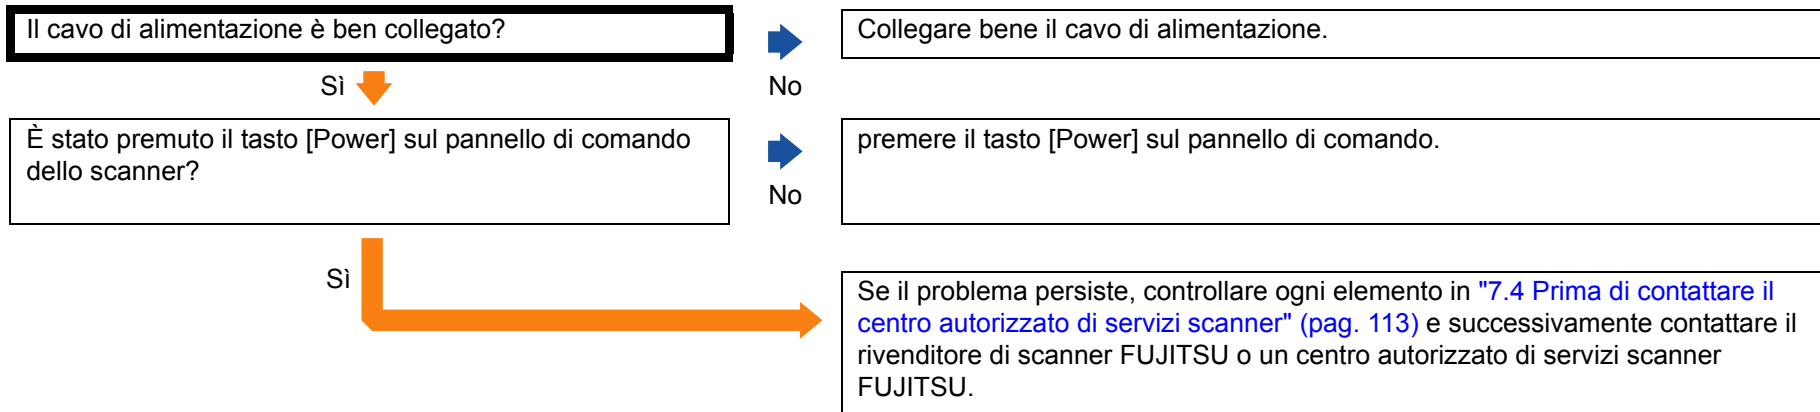 Il cavo di alimentazione è ben collegato?
Collegare bene il cavo di alimentazione.
Sì
No
È stato premuto il tasto [Power] sul pannello di comando
dello scanner?
premere il tasto [Power] sul pannello di comando.
No
Sì
Se il problema persiste, controllare ogni elemento in "7.4 Prima di contattare il
centro autorizzato di servizi scanner" (pag. 113) e successivamente contattare il
rivenditore di scanner FUJITSU o un centro autorizzato di servizi scanner
FUJITSU.